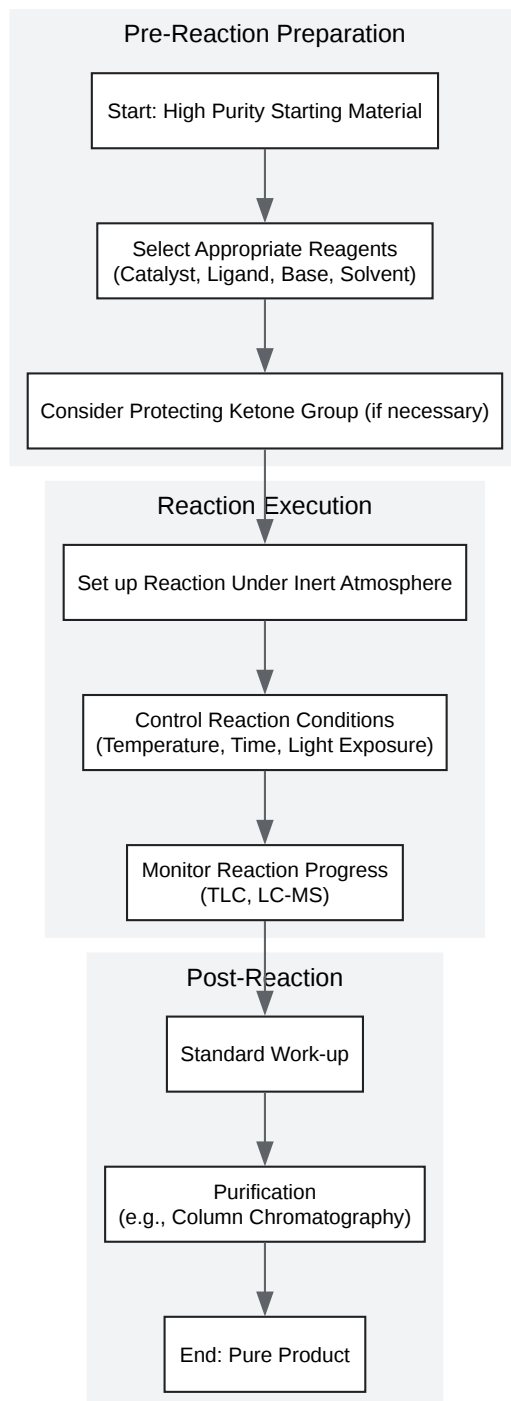 Pre-Reaction Preparation
Start: High Purity Starting Material
Select Appropriate Reagents
(Catalyst, Ligand, Base, Solvent)
Consider Protecting Ketone Group (if necessary)
Reaction Execution
Set up Reaction Under Inert Atmosphere
Control Reaction Conditions
(Temperature, Time, Light Exposure)
Monitor Reaction Progress
(TLC, LC-MS)
Post-Reaction
Standard Work-up
Purification
(e.g., Column Chromatography)
End: Pure Product